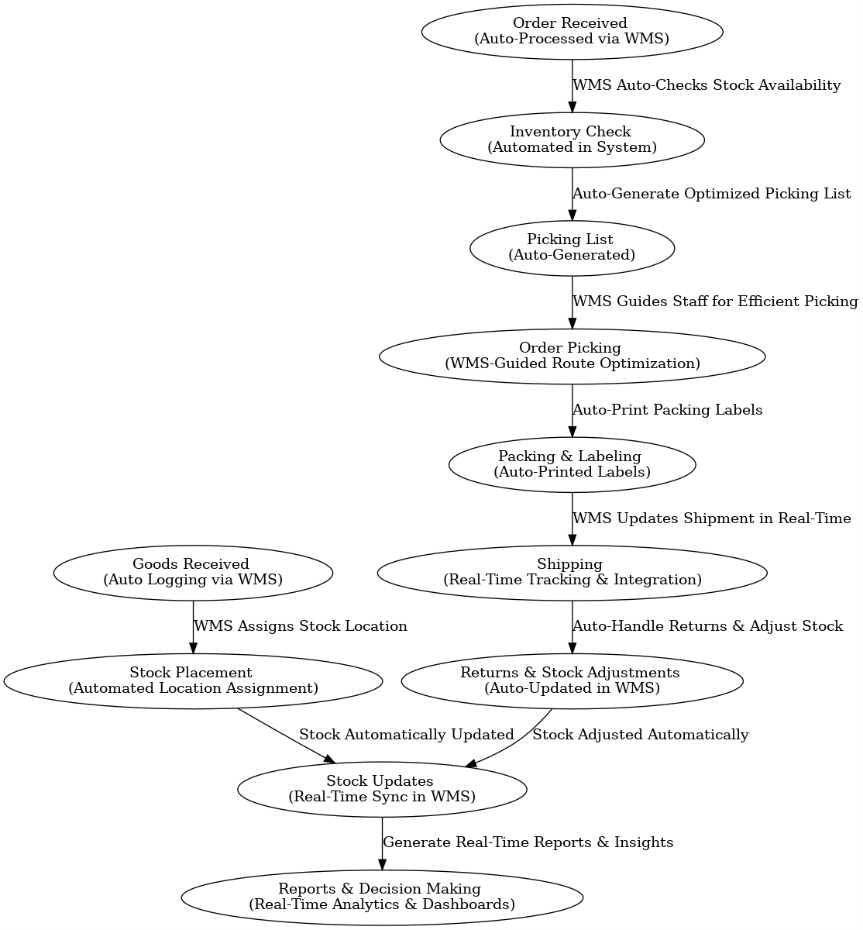 Order Received
(Auto-Processed via WMS)
WMS Auto-Checks Stock Availability
Inventory Check
(Automated in System)
Auto-Generate Optimized Picking List
Picking List
(Auto-Generated)
WMS Guides Staff for Efficient Picking
Order Picking
(WMS-Guided Route Optimization)
Auto-Print Packing Labels
Packing & Labeling
(Auto-Printed Labels)
WMS Updates Shipment in Real-Time
Goods Received
(Auto Logging via WMS)
Shipping
(Real-Time Tracking & Integration)
WMS Assigns Stock Location
Auto-Handle Returns & Adjust Stock
Stock Placement
(Automated Location Assignment)
Returns & Stock Adjustments
(Auto-Updated in WMS)
Stock Automatically Updated
Stock Adjusted Automatically
Stock Updates
(Real-Time Sync in WMS)
Generate Real-Time Reports & Insights
Reports & Decision Making
(Real-Time Analytics & Dashboards)